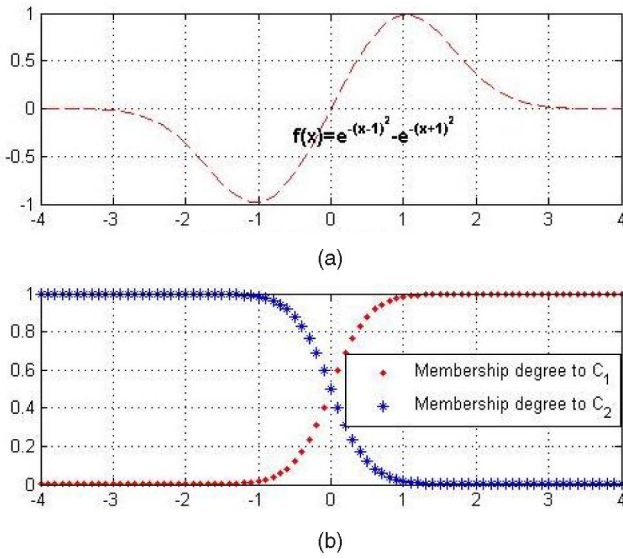 1
0.5
0
-0.5
-1
-4 -3 -2 -1 0 1 2 3 4
f(x)=e^{-(x-1)^2}-e^{-(x+1)^2}
(a)
1
0.8
0.6
0.4
0.2
0
-4 -3 -2 -1 0 1 2 3 4
Membership degree to C_1
Membership degree to C_2
(b)